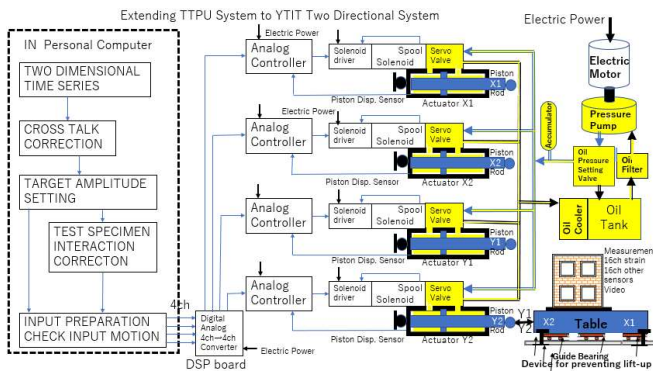 Extending TTPU System to YTIT Two Directional System
IN Personal Computer
TWO DIMENSIONAL
TIME SERIES
CROSS TALK
CORRECTION
TARGET AMPLITUDE
SETTING
TEST SPECIMEN
INTERACTION
CORRECTON
INPUT PREPARATION
CHECK INPUT MOTION
4ch
Digital
Analog
4ch→4ch
Converter
DSP board
Electric Power
Electric Power
Analog
Controller
Solenoid
driver
Spool
Solenoid
Servo
Valve
Piston Disp. Sensor
Actuator X1
Piston
X1
Rod
Electric Power
Analog
Controller
Solenoid
driver
Spool
Solenoid
Servo
Valve
Piston Disp. Sensor
Actuator X2
Piston
X2
Rod
Analog
Controller
Solenoid
driver
Spool
Solenoid
Servo
Valve
Piston Disp. Sensor
Actuator Y1
Piston
Y1
Rod
Analog
Controller
Solenoid
driver
Spool
Solenoid
Servo
Valve
Piston Disp. Sensor
Actuator Y2
Piston
Y2
Rod
Electric Power
Electric
Motor
Pressure
Pump
Accumulator
Oil
Pressure
Setting
Valve
Oil
Filter
Oil
Cooler
Oil
Tank
Measuremen
16ch strain
16ch other
sensors
Video
Y1
Y2
X2
Table
X1
Guide Bearing
Device for preventing lift-up